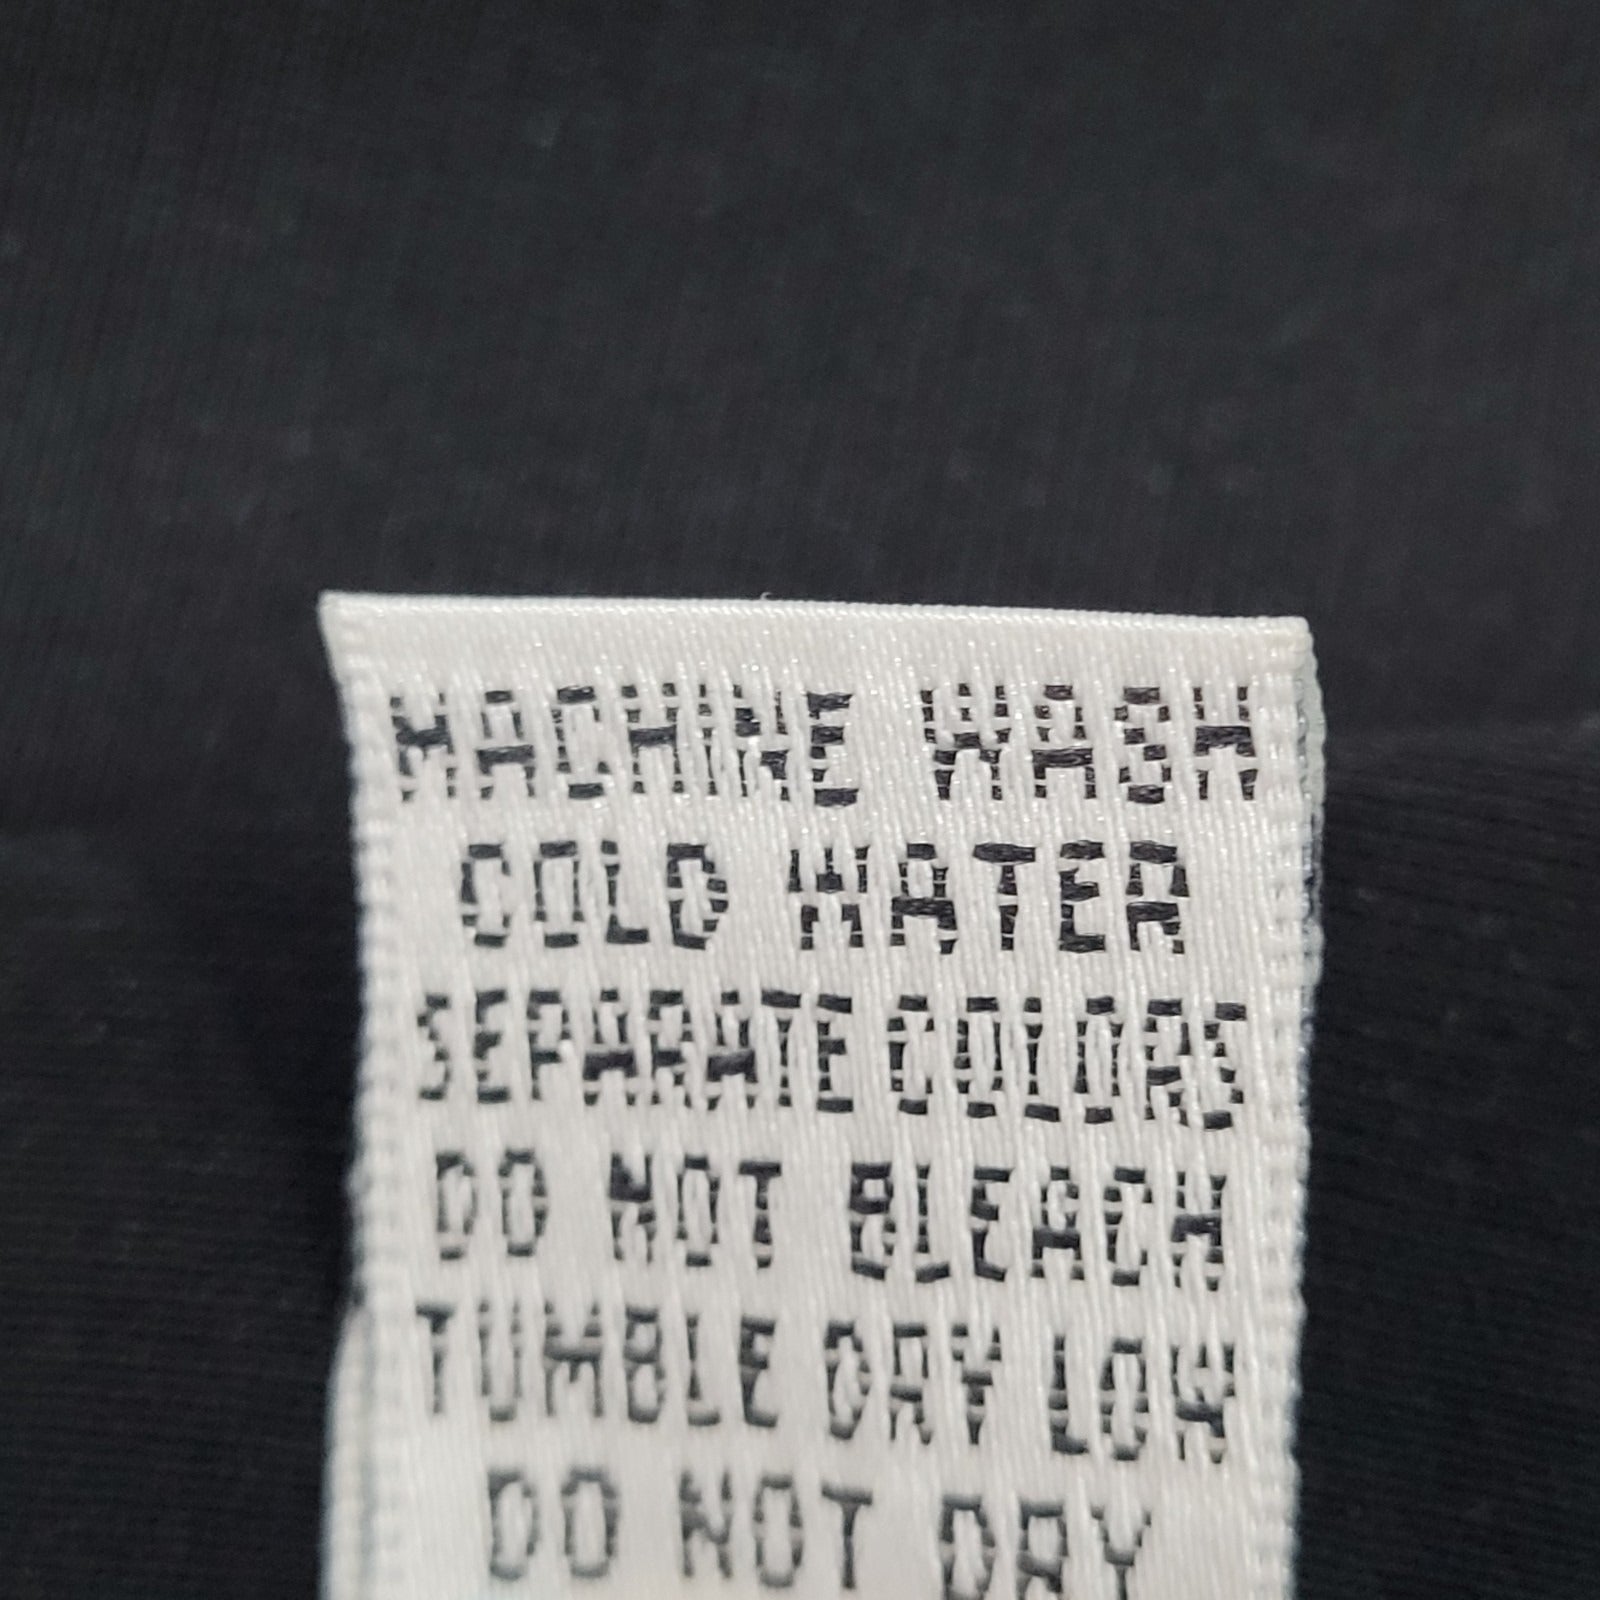 MACHINE WASH
COLD WATER
SEPARATE COLORS
DO NOT BLEACH
TUMBLE DRY LOW
DO NOT DRY